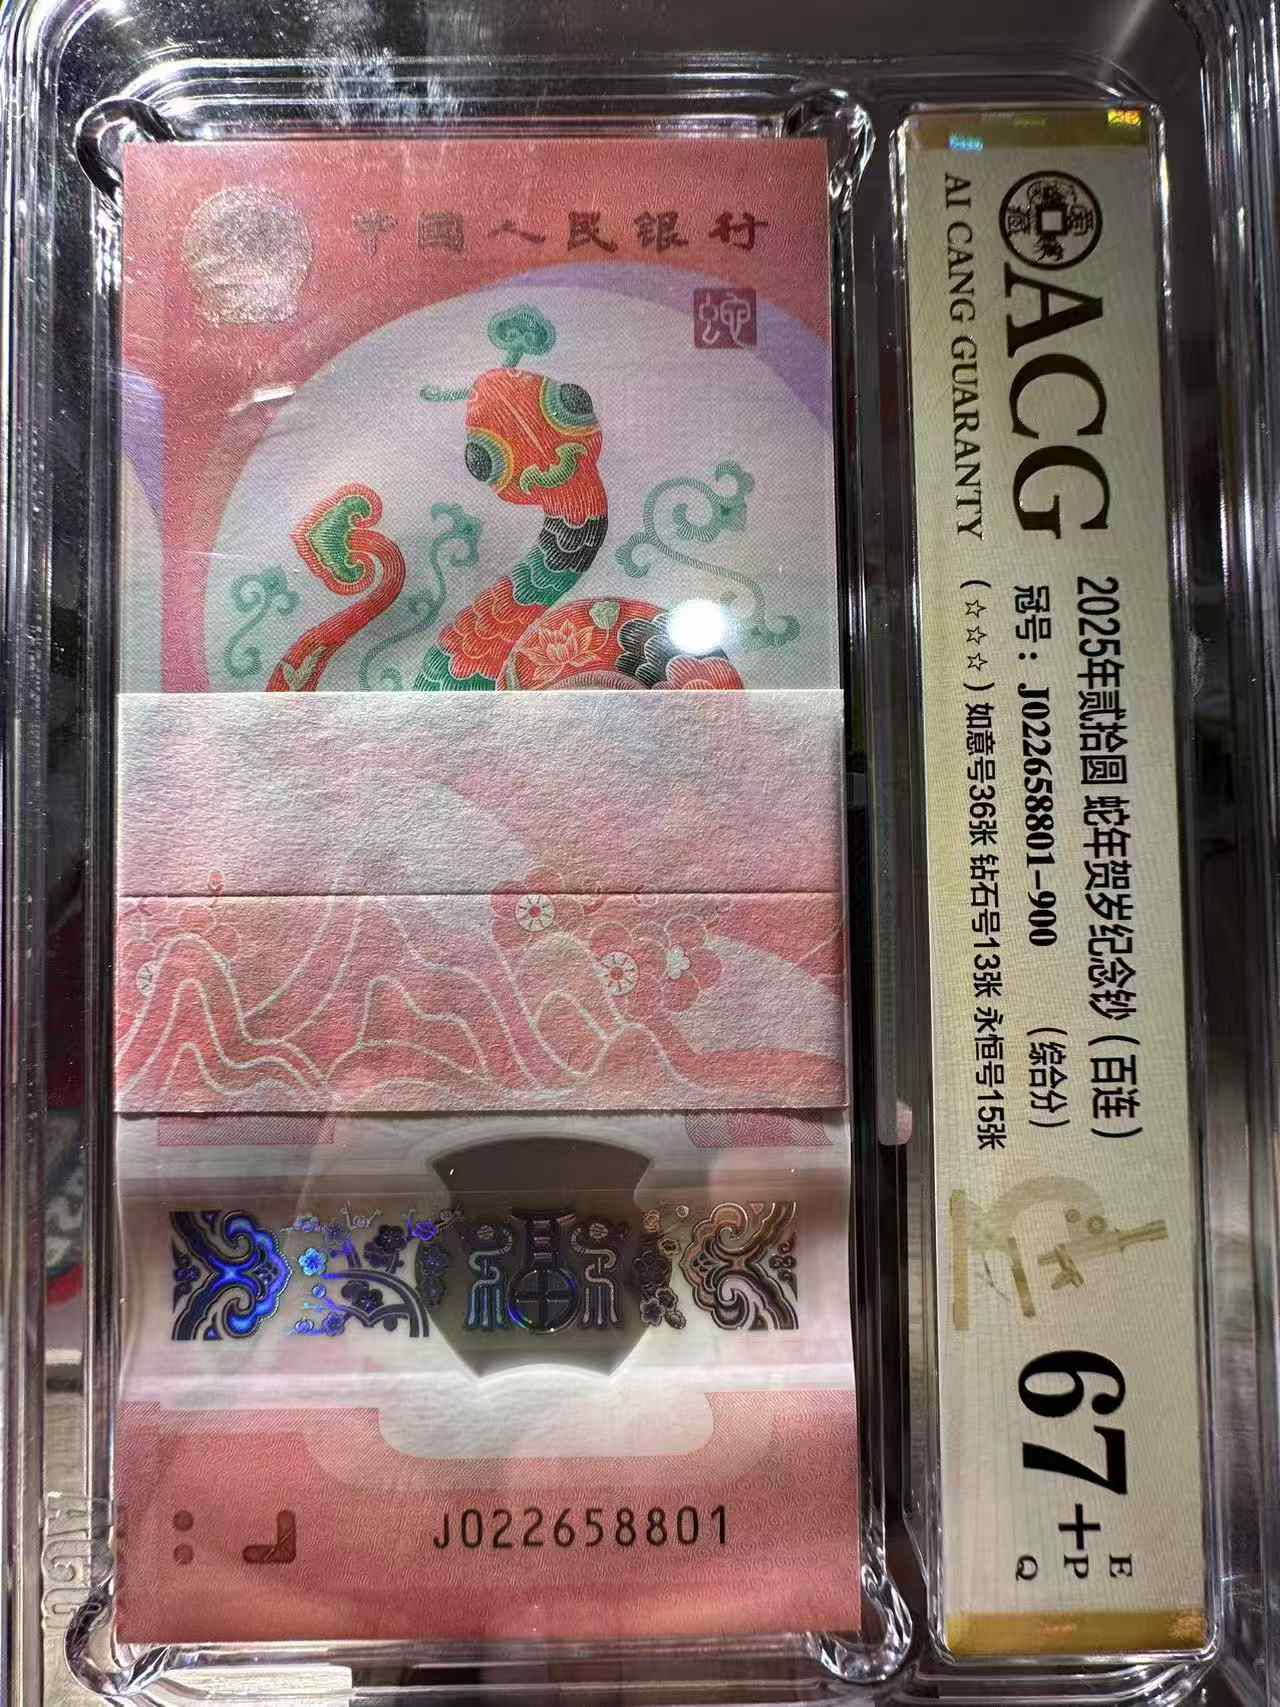 中国人民银行
J022658801
ACG
AI CANG GUARANTY
2025年贰拾圆 蛇年贺岁纪念钞（百连）
冠号：J022658801-900 （综合分）
（☆☆☆）如意号36张 钻石号13张 永恒号15张
67+
E
P
Q